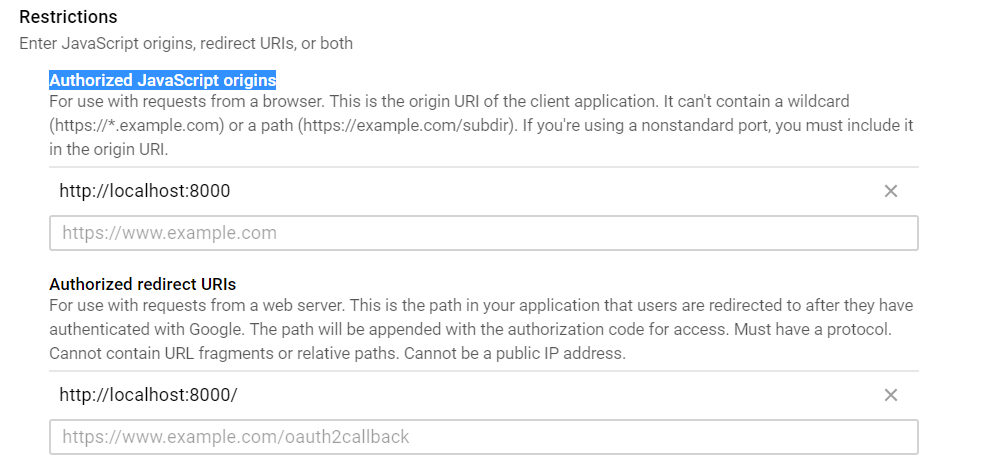 Restrictions
Enter JavaScript origins, redirect URIs, or both
Authorized JavaScript origins
For use with requests from a browser. This is the origin URI of the client application. It can't contain a wildcard
(https://*.example.com) or a path (https://example.com/subdir). If you're using a nonstandard port, you must include it
in the origin URI.
http://localhost:8000
https://www.example.com
Authorized redirect URIs
For use with requests from a web server. This is the path in your application that users are redirected to after they have
authenticated with Google. The path will be appended with the authorization code for access. Must have a protocol.
Cannot contain URL fragments or relative paths. Cannot be a public IP address.
http://localhost:8000/
https://www.example.com/oauth2callback